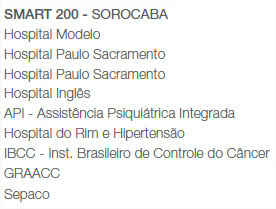 SMART 200 - SOROCABA
Hospital Modelo
Hospital Paulo Sacramento
Hospital Paulo Sacramento
Hospital Inglês
API - Assistência Psiquiátrica Integrada
Hospital do Rim e Hipertensão
IBCC - Inst. Brasileiro de Controle do Câncer
GRAACC
Sepaco